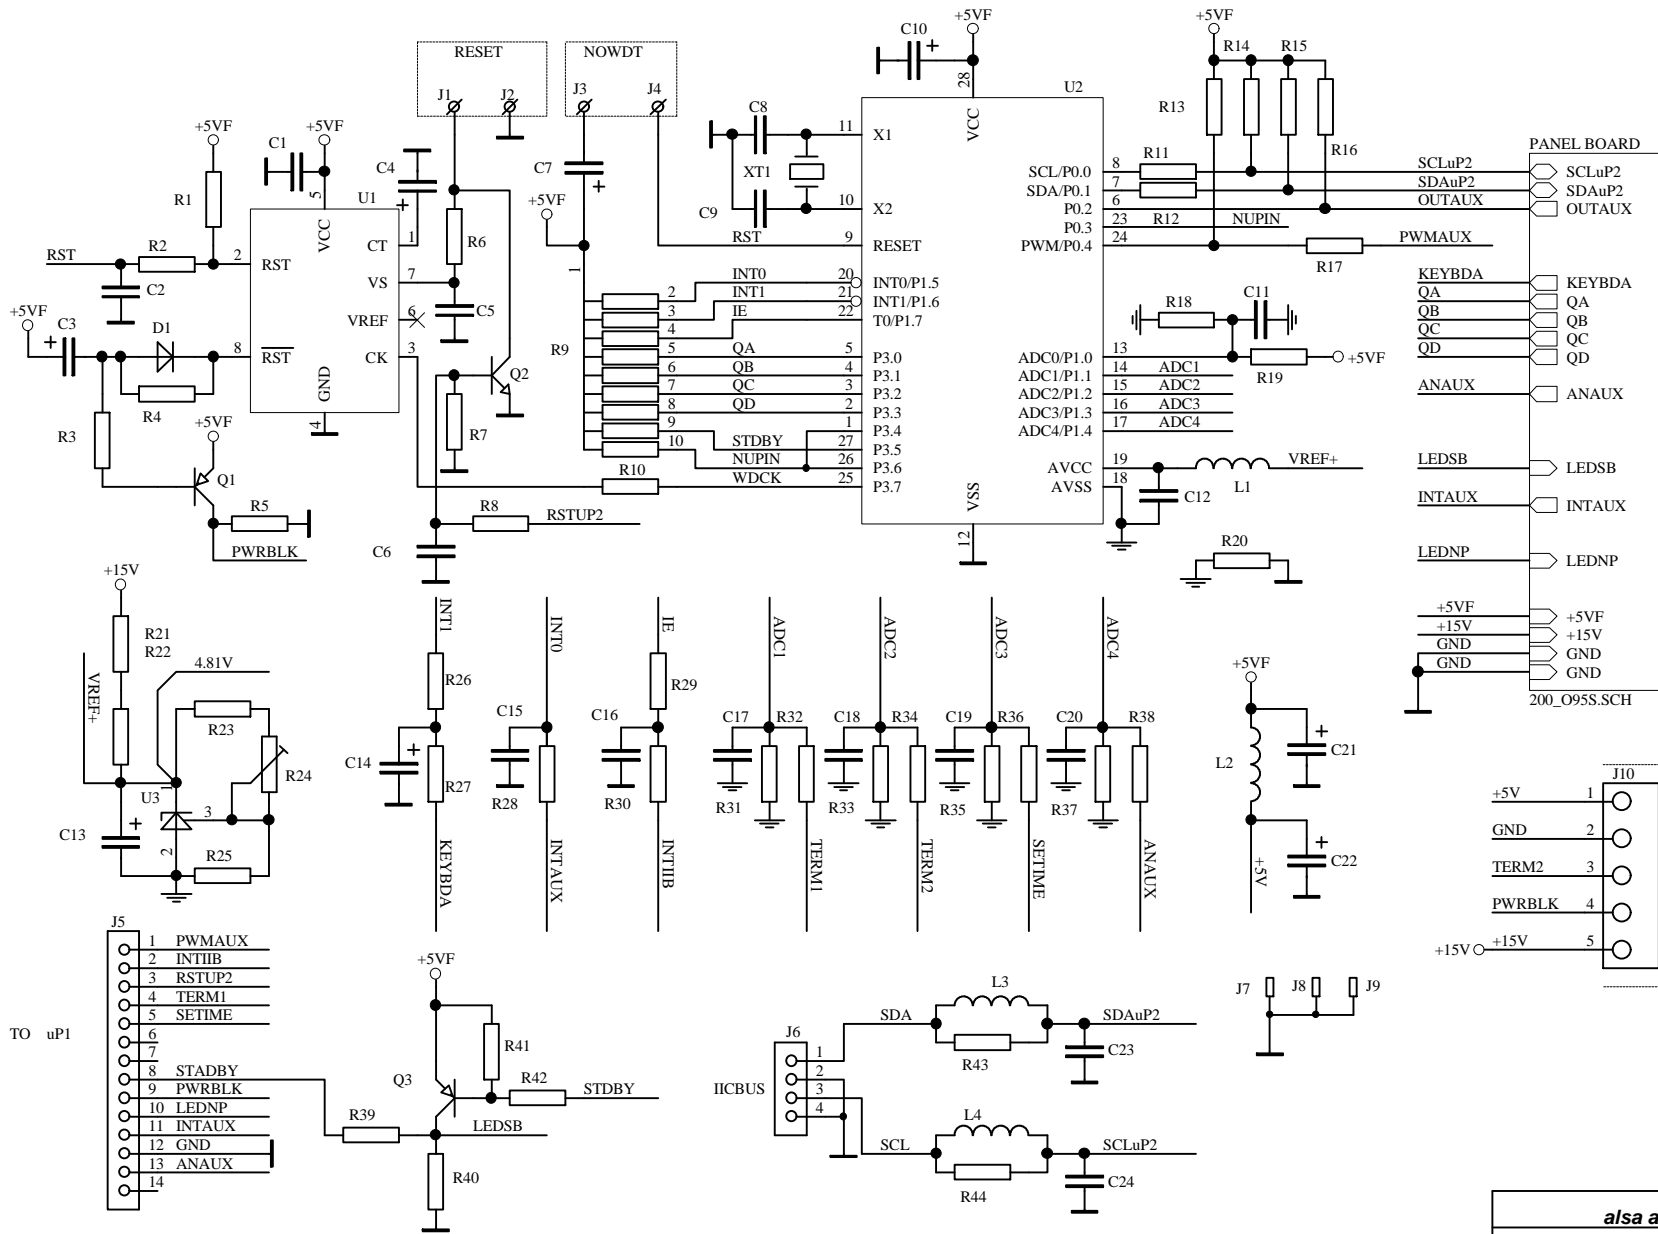 +5VF
C10
+
28
VCC
U2
RESET
J1
J2
NOWDT
J3
J4
+5VF
R14
R15
R13
R16
+5VF
R1
C1
+5VF
5
VCC
U1
C4
+
CT
1
R6
VS
7
C5
VREF
6
CK
3
RST
2
RST
8
GND
4
RST
R2
C2
+5VF
C3
+
D1
R4
R3
+5VF
Q1
R5
PWRBLK
Q2
R7
R8
RSTUP2
C6
C7
+
+5VF
1
R9
R10
C8
XT1
C9
11
X1
10
X2
RST
9
RESET
2
INT0
20
INT0/P1.5
3
INT1
21
INT1/P1.6
4
IE
22
T0/P1.7
5
QA
5
P3.0
6
QB
4
P3.1
7
QC
3
P3.2
8
QD
2
P3.3
9
1
P3.4
10
STDBY
27
P3.5
NUPIN
26
P3.6
WDCK
25
P3.7
VSS
12
SCL/P0.0
8
R11
SCLuP2
SDA/P0.1
7
SDAuP2
P0.2
6
OUTAUX
P0.3
23
R12
NUPIN
PWM/P0.4
24
R17
PWMAUX
R18
C11
ADC0/P1.0
13
R19
+5VF
ADC1/P1.1
14
ADC1
ADC2/P1.2
15
ADC2
ADC3/P1.3
16
ADC3
ADC4/P1.4
17
ADC4
AVCC
19
L1
VREF+
AVSS
18
C12
R20
PANEL BOARD
SCLuP2
SDAuP2
OUTAUX
KEYBDA
KEYBDA
QA
QA
QB
QB
QC
QC
QD
QD
ANAUX
ANAUX
LEDSB
LEDSB
INTAUX
INTAUX
LEDNP
LEDNP
+5VF
+5VF
+15V
+15V
GND
GND
GND
GND
200_O95S.SCH
+15V
R21
R22
VREF+
4.81V
R23
R24
1
U3
3
2
C13
+
R25
INT1
R26
C14
+
R27
KEYBDA
INT0
C15
R28
INTAUX
IE
R29
C16
R30
INTIIB
ADC1
C17
R32
R31
TERM1
ADC2
C18
R34
R33
TERM2
ADC3
C19
R36
R35
SETIME
ADC4
C20
R38
R37
ANAUX
+5VF
+
C21
L2
+
C22
+5V
J10
+5V
1
GND
2
TERM2
3
PWRBLK
4
+15V
+15V
5
J5
1
PWMAUX
2
INTIIB
3
RSTUP2
4
TERM1
5
SETIME
6
TO uP1
7
8
STADBY
9
PWRBLK
10
LEDNP
11
INTAUX
12
GND
13
ANAUX
14
+5VF
R41
Q3
R42
STDBY
R39
LEDSB
R40
J6
IICBUS
1
2
3
4
SDA
L3
R43
SDAuP2
C23
SCL
L4
R44
SCLuP2
C24
J7
J8
J9
alsa a